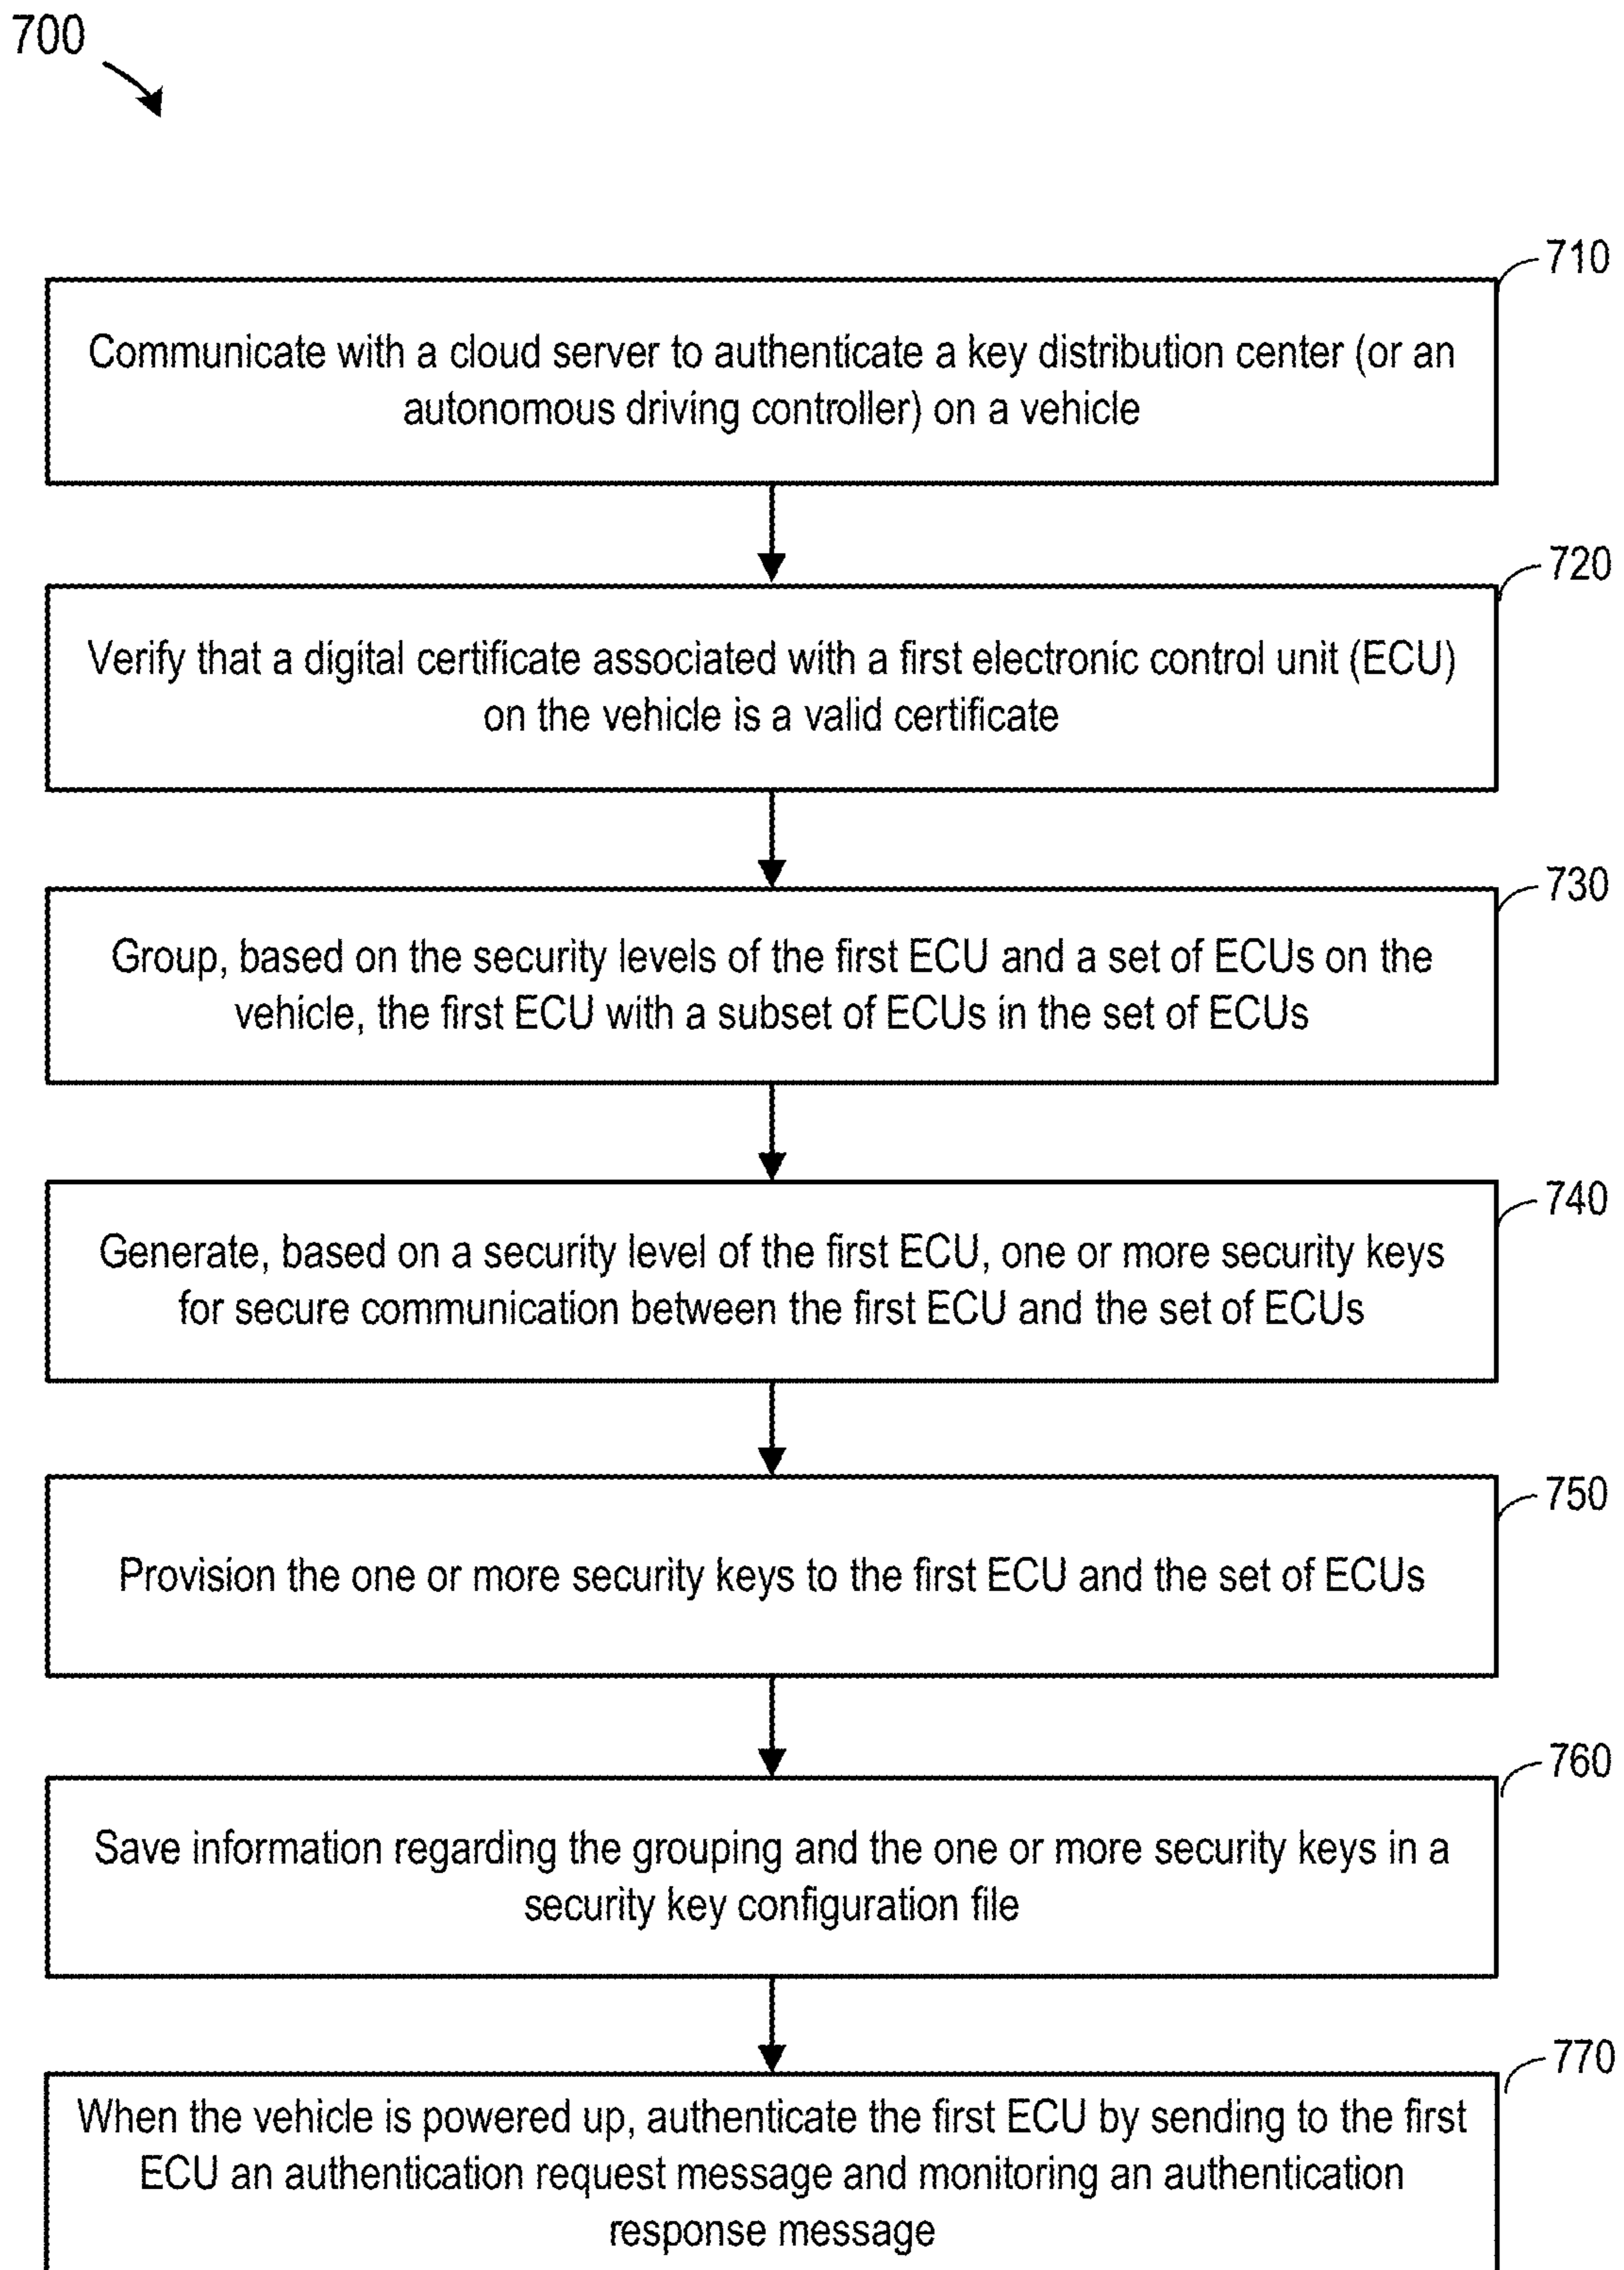 700
710
Communicate with a cloud server to authenticate a key distribution center (or an
autonomous driving controller) on a vehicle
720
Verify that a digital certificate associated with a first electronic control unit (ECU)
on the vehicle is a valid certificate
730
Group, based on the security levels of the first ECU and a set of ECUs on the
vehicle, the first ECU with a subset of ECUs in the set of ECUs
740
Generate, based on a security level of the first ECU, one or more security keys
for secure communication between the first ECU and the set of ECUs
750
Provision the one or more security keys to the first ECU and the set of ECUs
760
Save information regarding the grouping and the one or more security keys in a
security key configuration file
770
When the vehicle is powered up, authenticate the first ECU by sending to the first
ECU an authentication request message and monitoring an authentication
response message